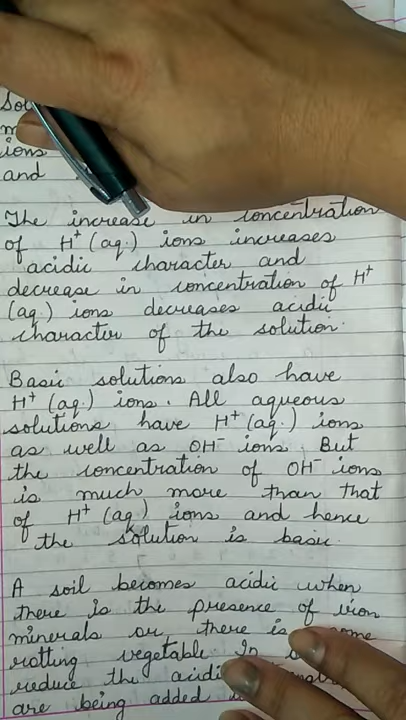 ions
and
The increase in concentration
of H⁺ (aq.) ions increases
acidic character and
decrease in concentration of H⁺
(aq.) ions decreases acidic
character of the solution.
Basic solutions also have
H⁺ (aq.) ions. All aqueous
solutions have H⁺ (aq.) ions
as well as OH⁻ ions. But
the concentration of OH⁻ ions
is much more than that
of H⁺ (aq.) ions and hence
the solution is basic.
A soil becomes acidic when
there is the presence of iron
minerals or there is some
rotting vegetable. In
reduce the
are being added